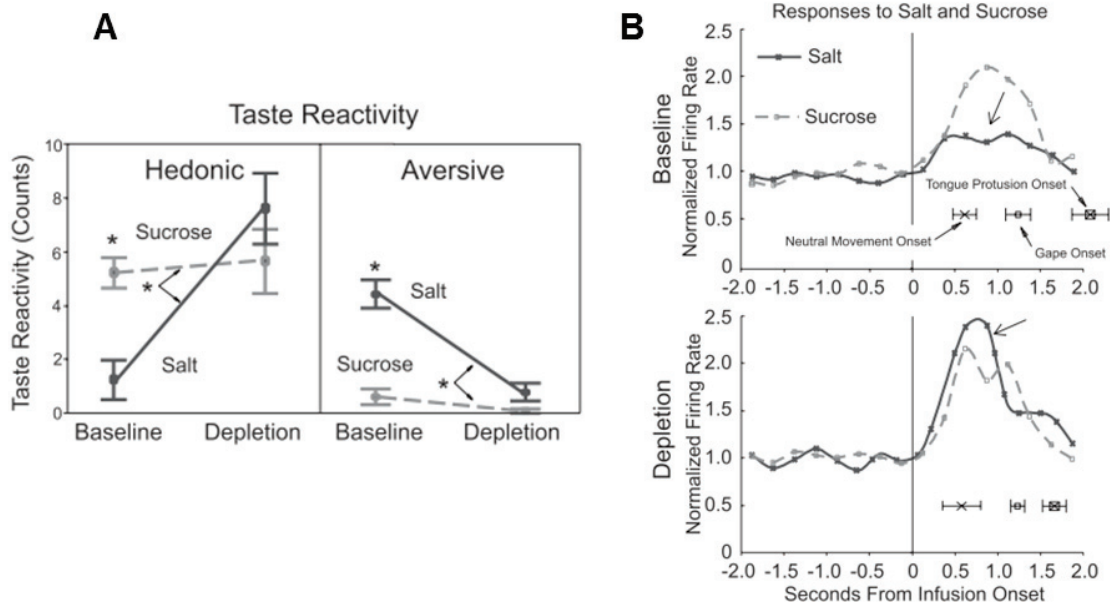 A
Taste Reactivity
Taste Reactivity (Counts)
10
8
6
4
2
0
Hedonic
Aversive
*
Sucrose
*
Salt
*
Salt
Sucrose
*
Baseline
Depletion
Baseline
Depletion
B
Responses to Salt and Sucrose
Baseline
Normalized Firing Rate
2.5
2.0
1.5
1.0
0.5
0
Salt
Sucrose
Tongue Protusion Onset
Neutral Movement Onset
Gape Onset
-2.0 -1.5 -1.0 -0.5 0 0.5 1.0 1.5 2.0
Depletion
Normalized Firing Rate
2.5
2.0
1.5
1.0
0.5
0
2.0 -1.5 -1.0 -0.5 0 0.5 1.0 1.5 2.0
Seconds From Infusion Onset